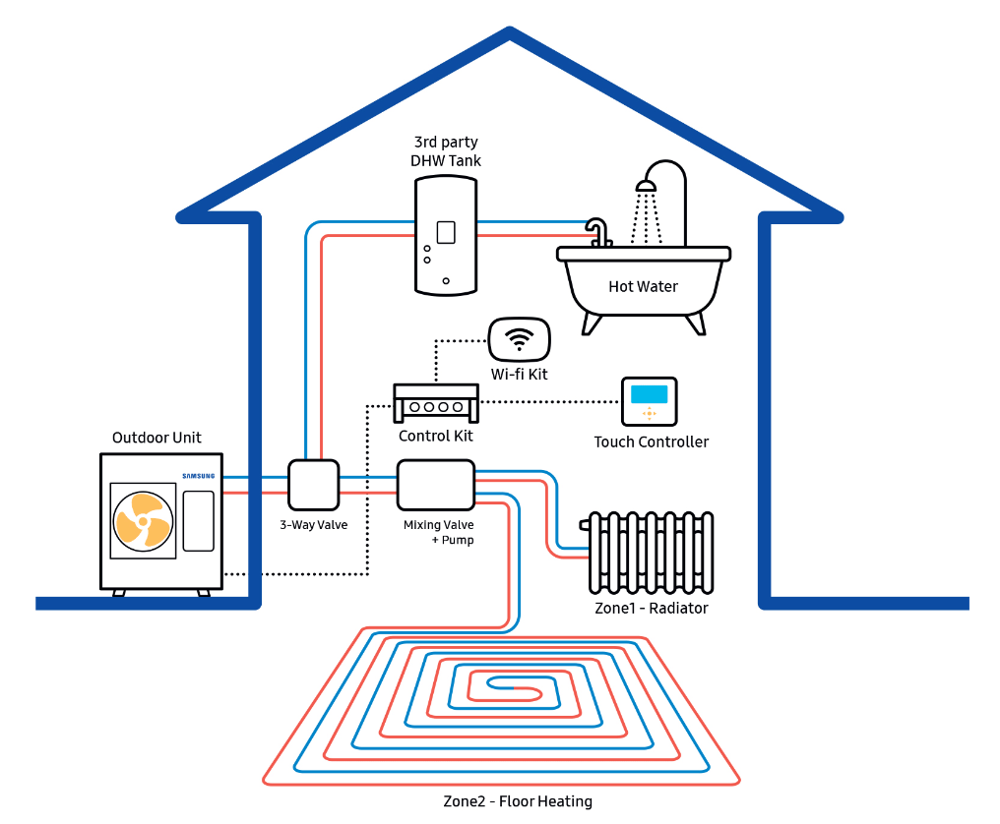 3rd party
DHW Tank
Hot Water
Wi-fi Kit
Control Kit
Touch Controller
Outdoor Unit
SAMSUNG
3-Way Valve
Mixing Valve
+ Pump
Zone1 - Radiator
Zone2 - Floor Heating